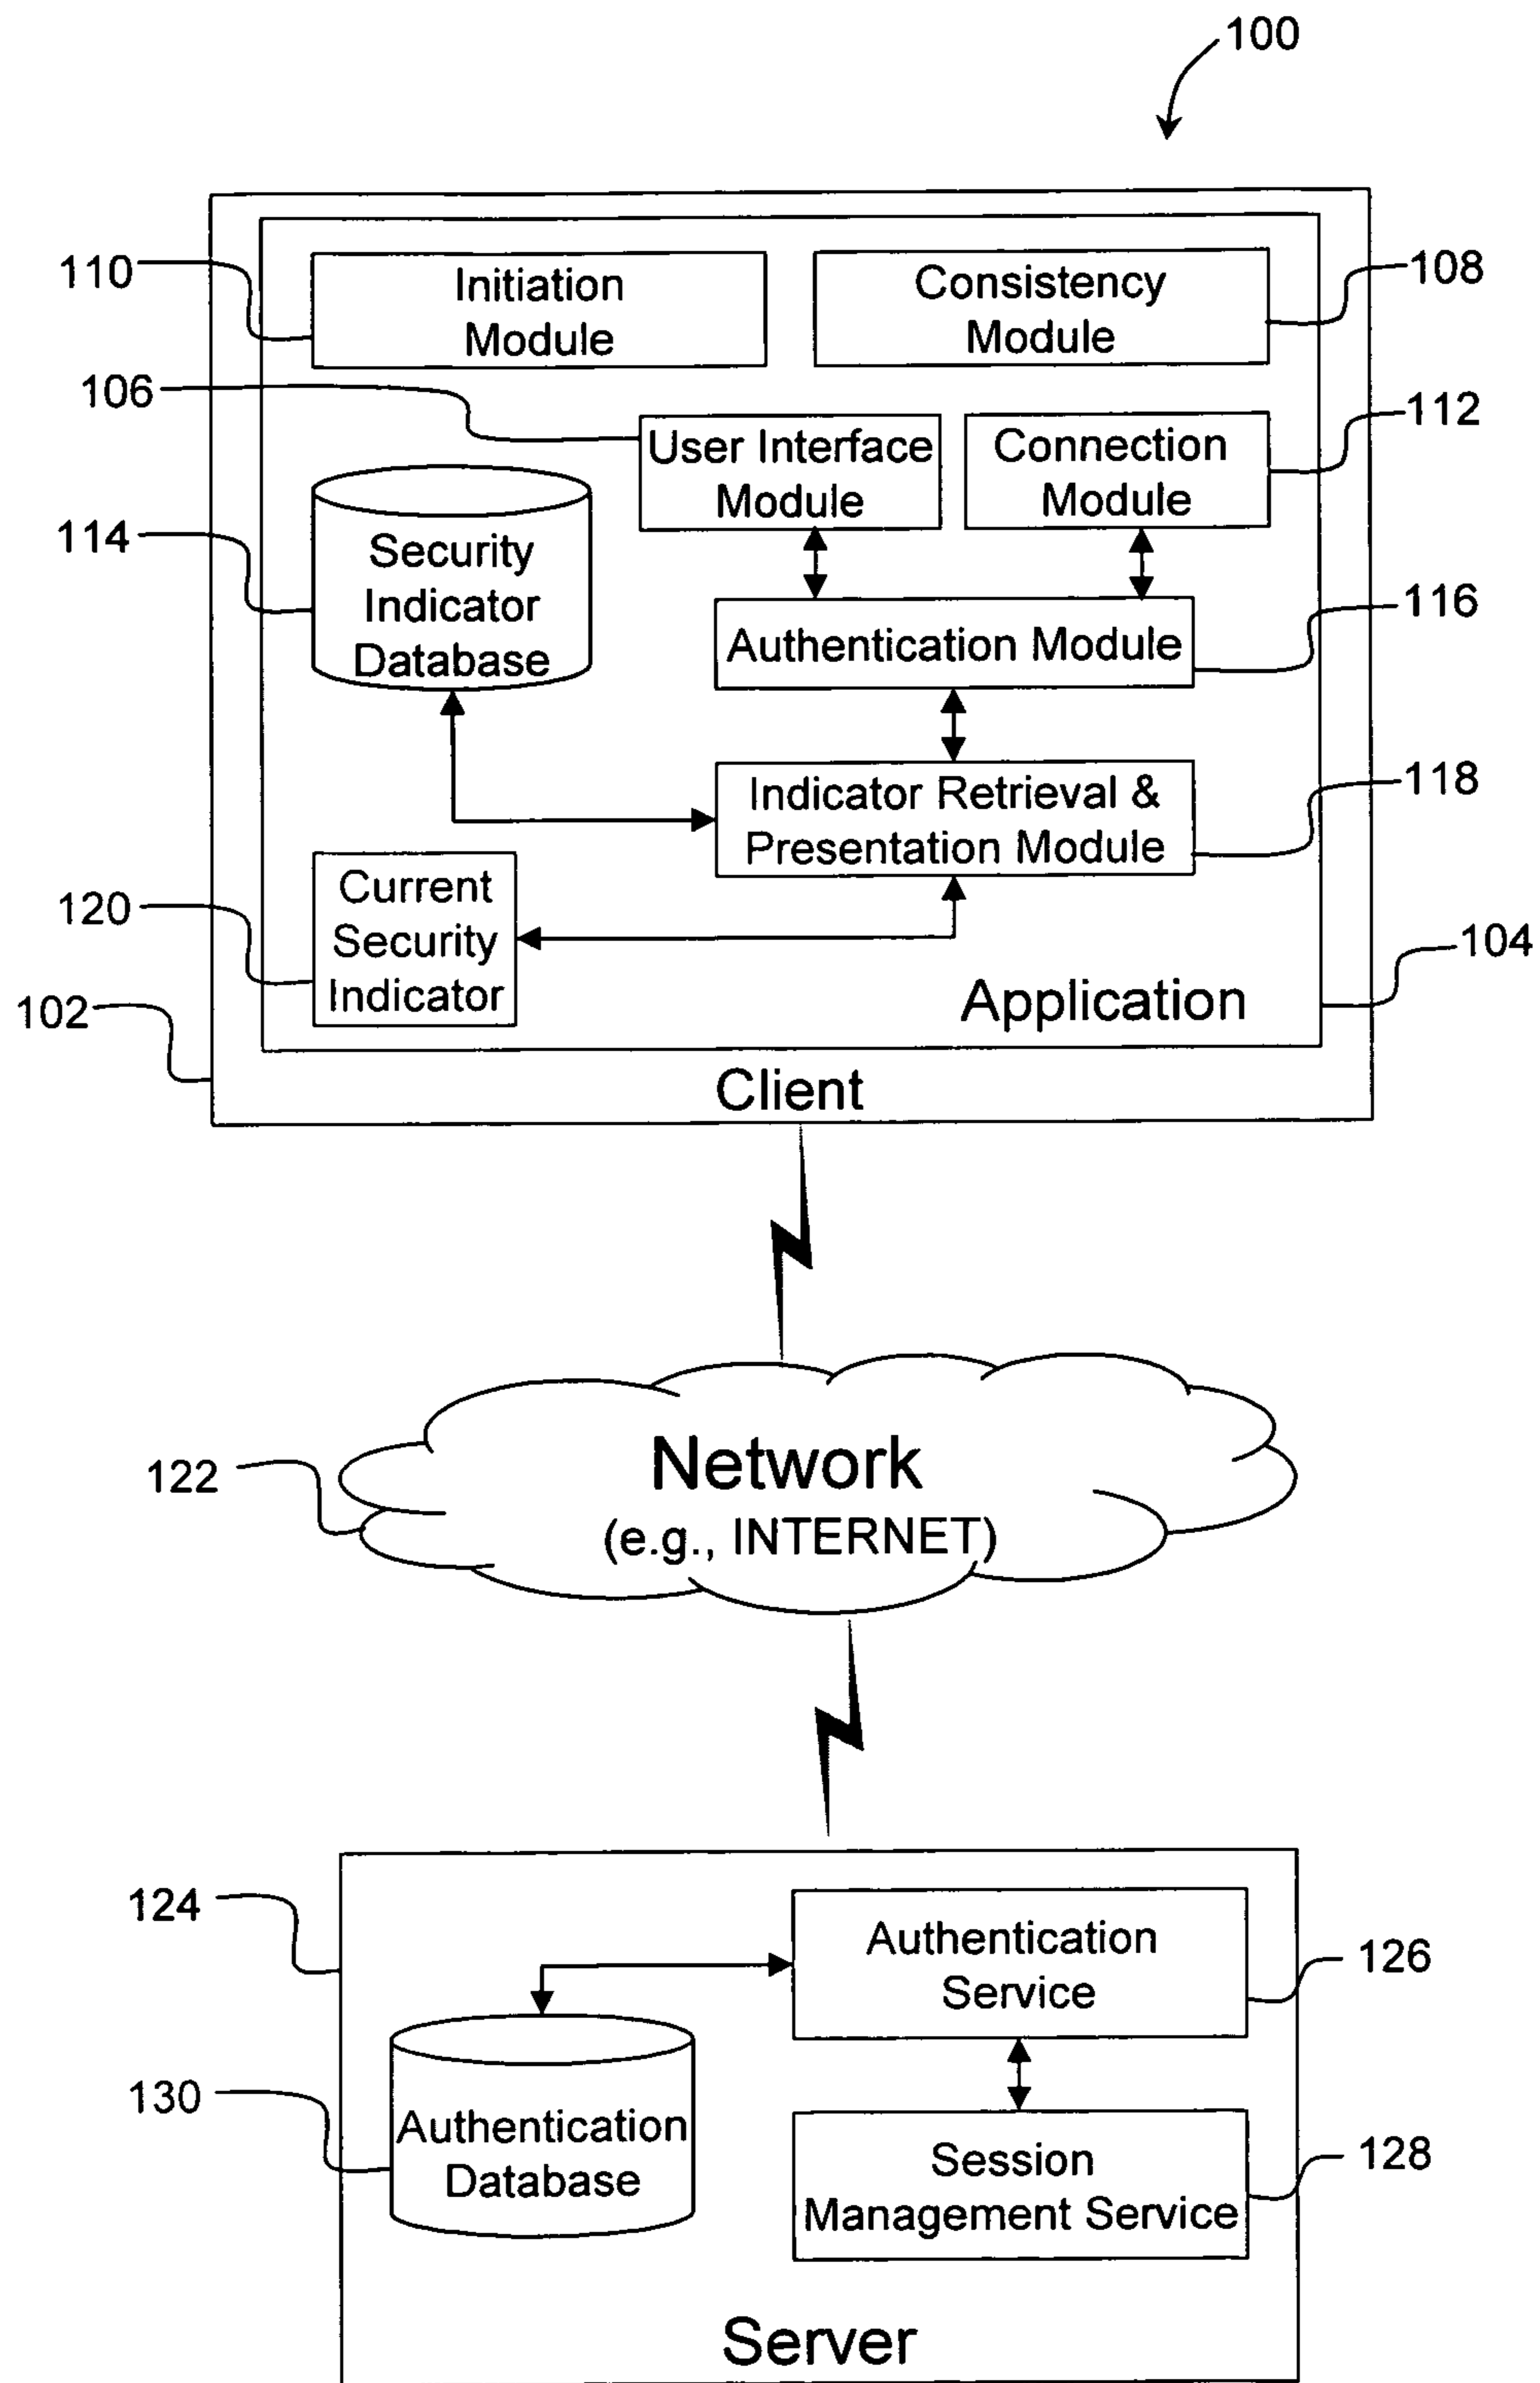 100
110
Initiation
Module
Consistency
Module
108
106
User Interface
Module
Connection
Module
112
114
Security
Indicator
Database
Authentication Module
116
Indicator Retrieval &
Presentation Module
118
120
Current
Security
Indicator
104
102
Application
Client
Network
(e.g., INTERNET)
122
124
Authentication
Service
126
130
Authentication
Database
Session
Management Service
128
Server